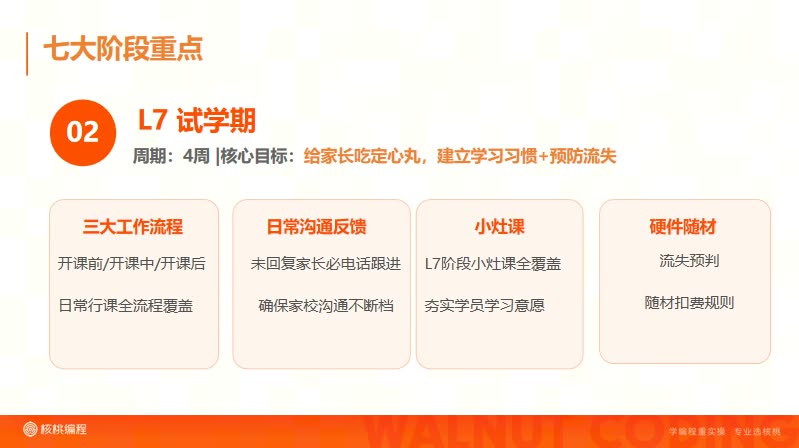 七大阶段重点
02
L7 试学期
周期：4周 |核心目标：给家长吃定心丸，建立学习习惯+预防流失
三大工作流程
开课前/开课中/开课后
日常行课全流程覆盖
日常沟通反馈
未回复家长必电话跟进
确保家校沟通不断档
小灶课
L7阶段小灶课全覆盖
夯实学员学习意愿
硬件随材
流失预判
随材扣费规则
核桃编程
WALNUT CODING
学编程重实操 专业选核桃